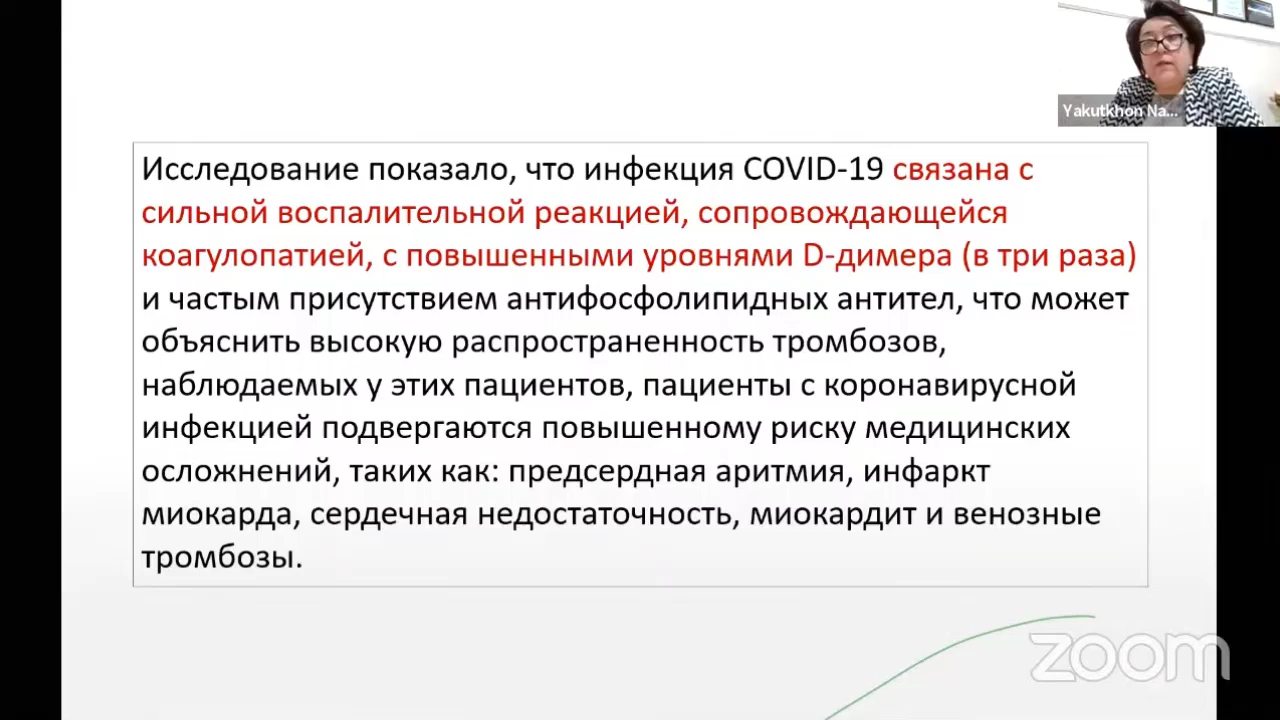 Yakutkhon Na...
Исследование показало, что инфекция COVID-19 связана с
сильной воспалительной реакцией, сопровождающейся
коагулопатией, с повышенными уровнями D-димера (в три раза)
и частым присутствием антифосфолипидных антител, что может
объяснить высокую распространенность тромбозов,
наблюдаемых у этих пациентов, пациенты с коронавирусной
инфекцией подвергаются повышенному риску медицинских
осложнений, таких как: предсердная аритмия, инфаркт
миокарда, сердечная недостаточность, миокардит и венозные
тромбозы.
zoom